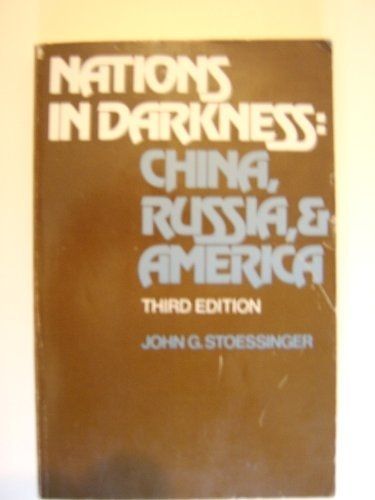 NATIONS
IN DARKNESS:
CHINA,
RUSSIA, &
AMERICA
THIRD EDITION
JOHN G. STOESSINGER